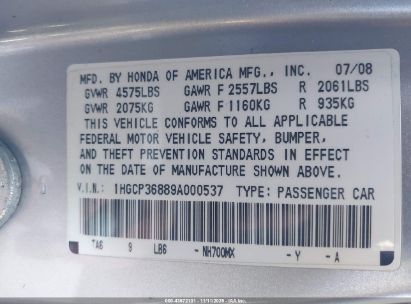 MFD. BY HONDA OF AMERICA MFG., INC. 07/08
GVWR 4575LBS GAWR F 2557LBS R 2061LBS
GVWR 2075KG GAWR F 1160KG R 935KG
THIS VEHICLE CONFORMS TO ALL APPLICABLE
FEDERAL MOTOR VEHICLE SAFETY, BUMPER,
AND THEFT PREVENTION STANDARDS IN EFFECT
ON THE DATE OF MANUFACTURE SHOWN ABOVE.
V.I.N.: 1HGCP36889A000537 TYPE: PASSENGER CAR
TA6 9 LB6 - NH700MX - Y - A